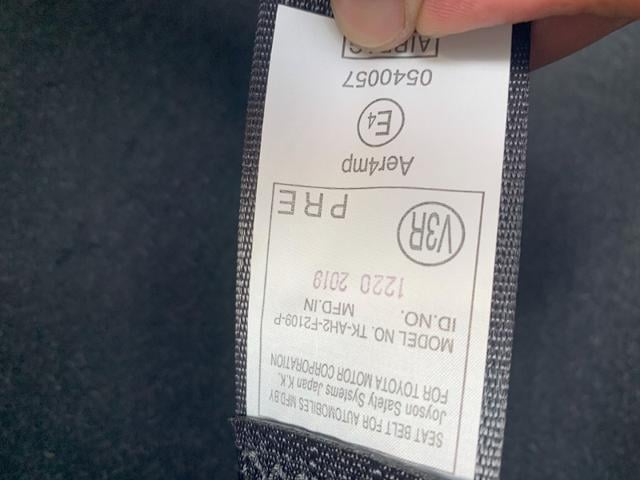 SEAT BELT FOR AUTOMOBILES MFD.BY
Joyson Safety Systems Japan K.K.
FOR TOYOTA MOTOR CORPORATION
MODEL NO. TK-AH2-F2109-P
ID.NO. MFD.IN
1220 2019
V3R PRE
Aer4mp
E4
0540057
AIRBAG